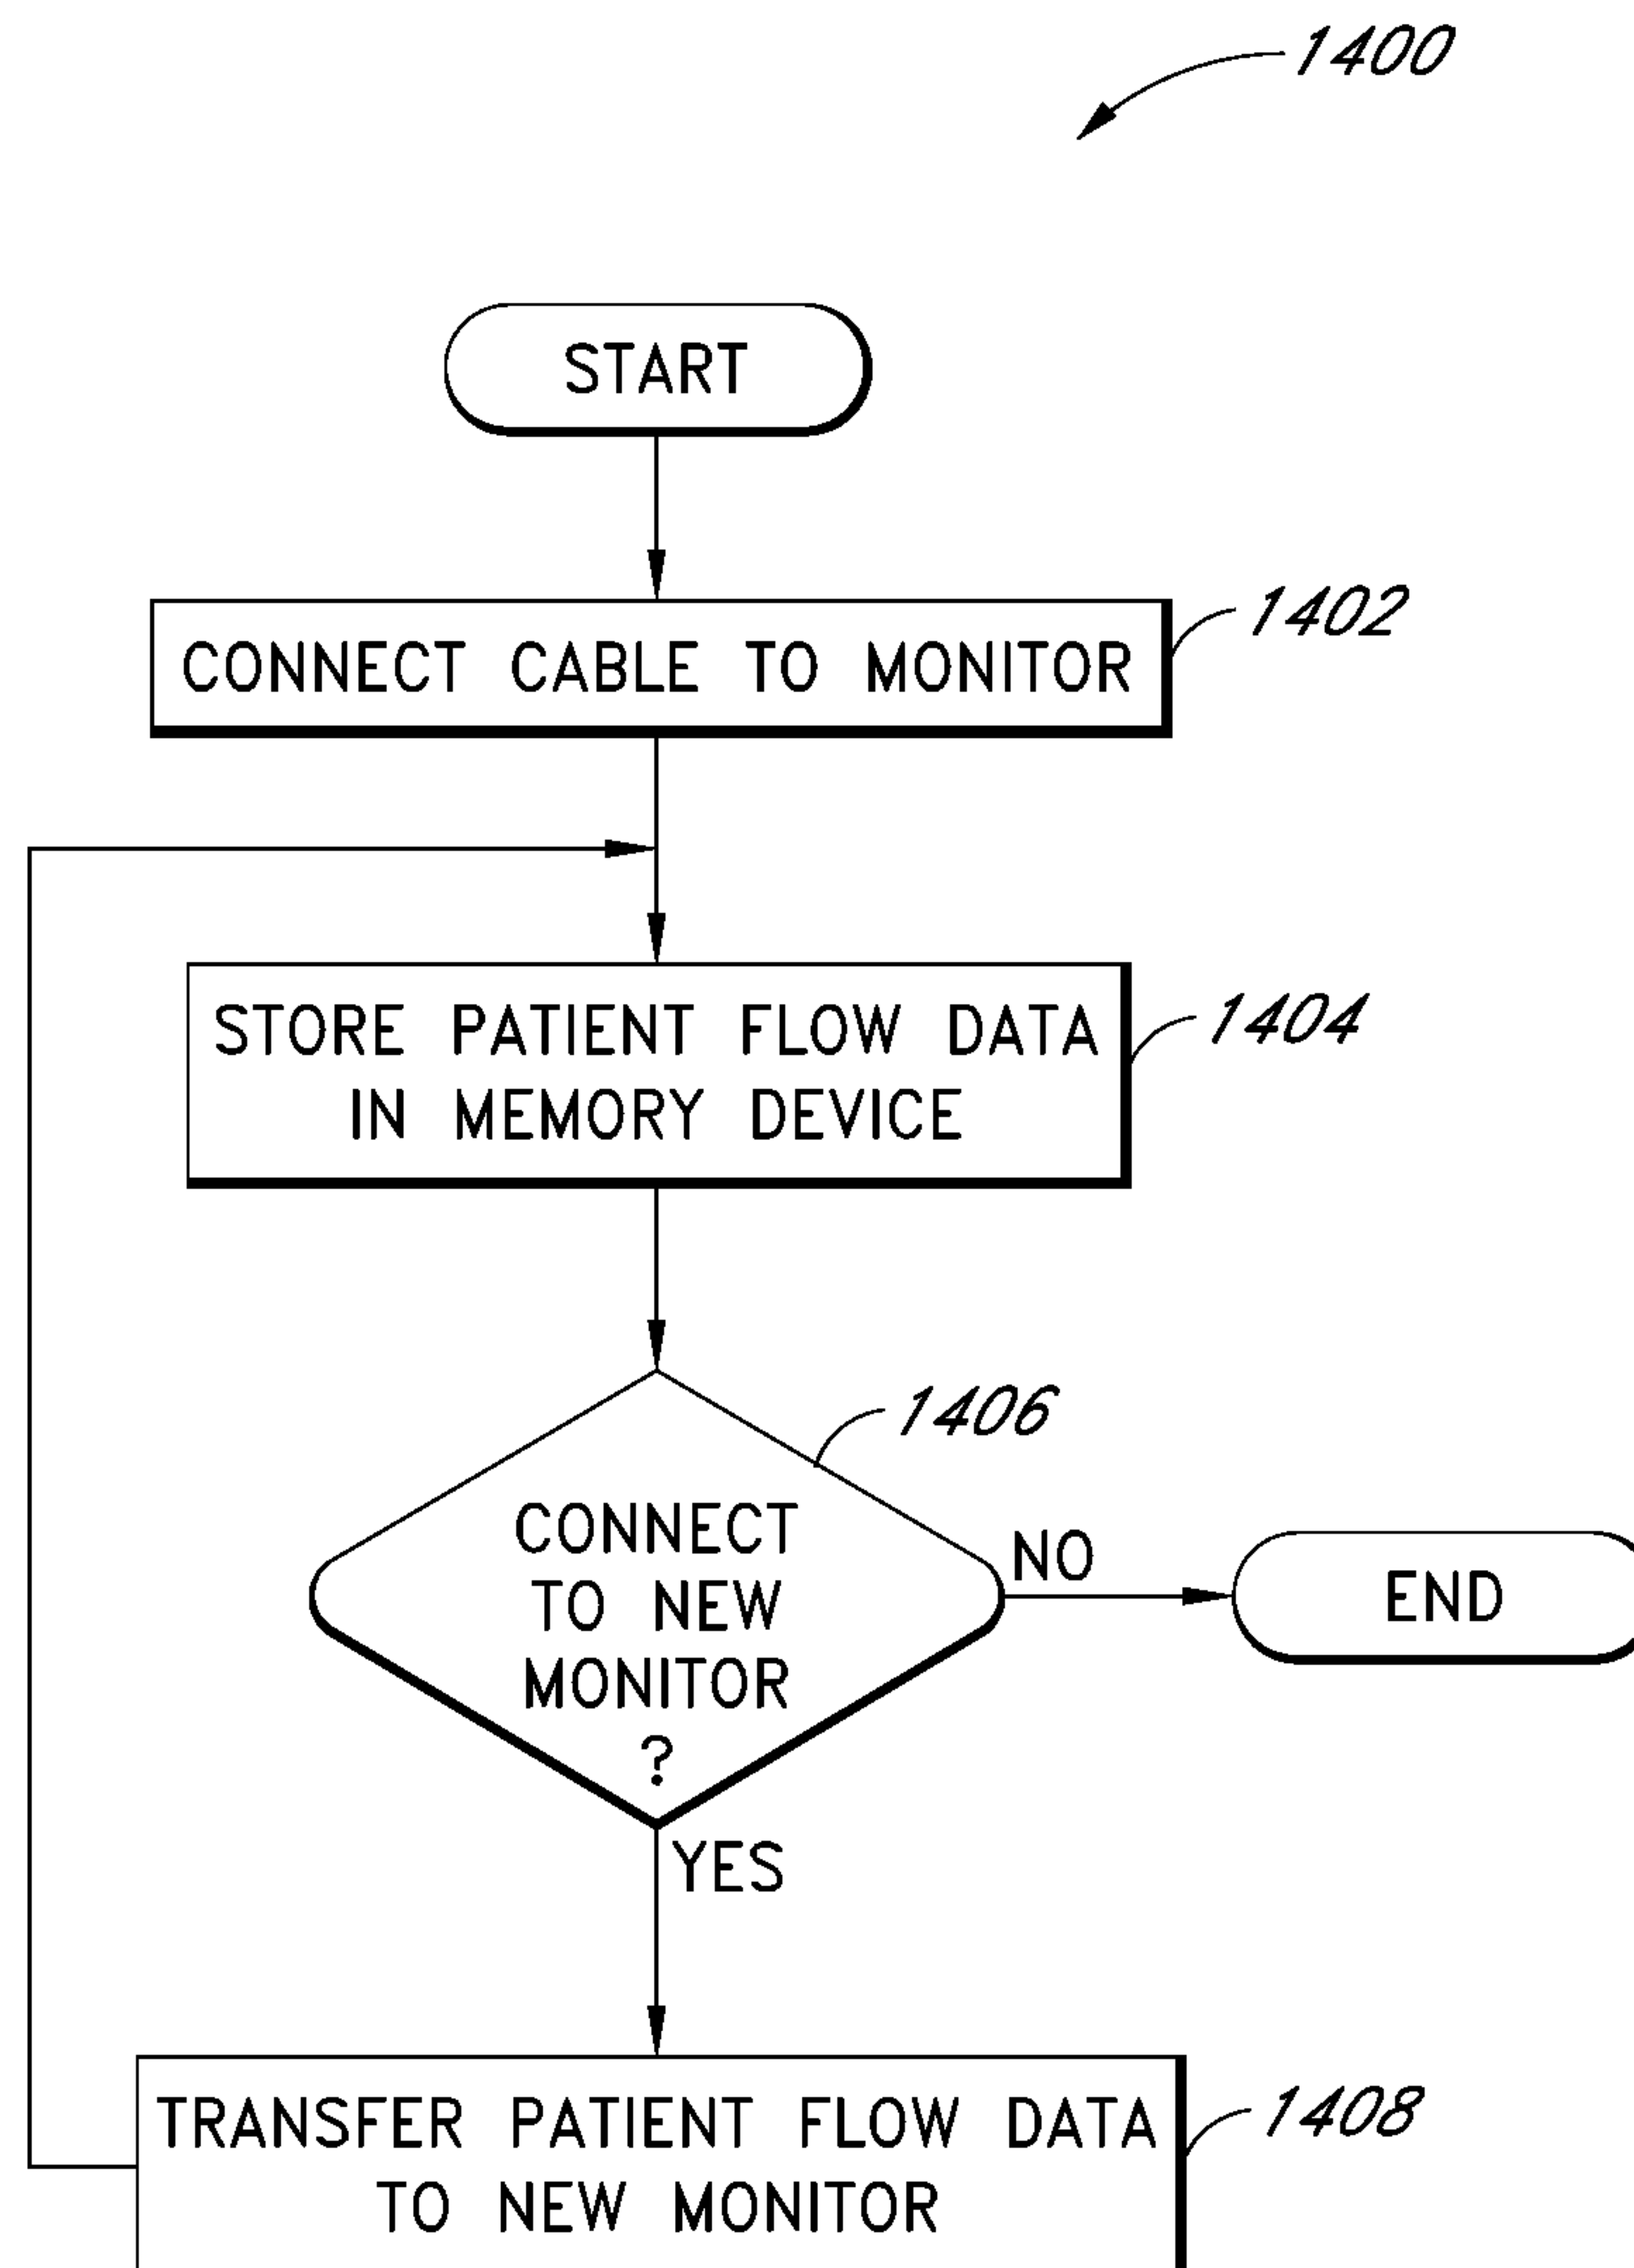 1400
START
CONNECT CABLE TO MONITOR
1402
STORE PATIENT FLOW DATA
IN MEMORY DEVICE
1404
1406
CONNECT
TO NEW
MONITOR
?
NO
END
YES
TRANSFER PATIENT FLOW DATA
TO NEW MONITOR
1408